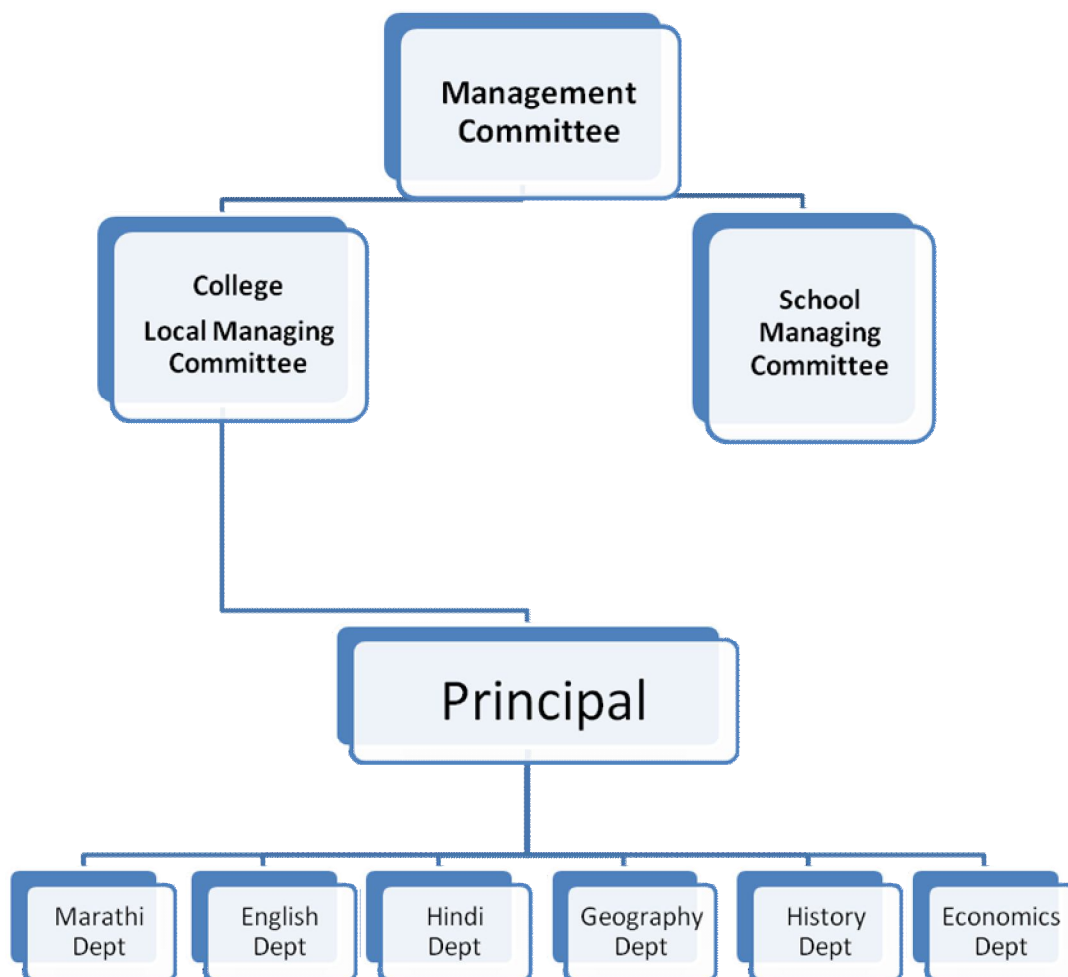 Management
Committee
College
Local Managing
Committee
School
Managing
Committee
Principal
Marathi
Dept
English
Dept
Hindi
Dept
Geography
Dept
History
Dept
Economics
Dept